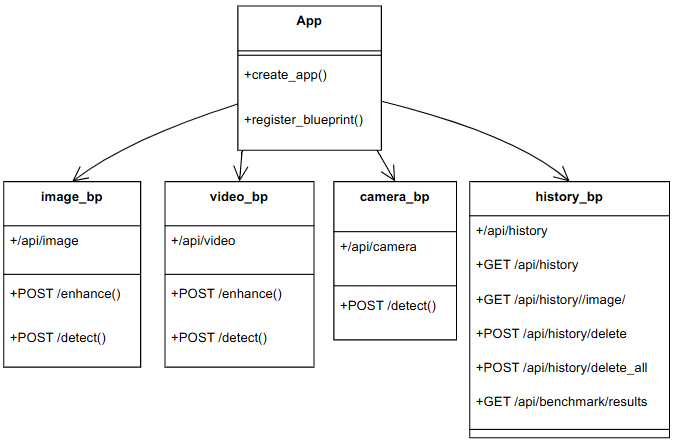 App
+create_app()
+register_blueprint()
image_bp
+/api/image
+POST /enhance()
+POST /detect()
video_bp
+/api/video
+POST /enhance()
+POST /detect()
camera_bp
+/api/camera
+POST /detect()
history_bp
+/api/history
+GET /api/history
+GET /api/history//image/
+POST /api/history/delete
+POST /api/history/delete_all
+GET /api/benchmark/results